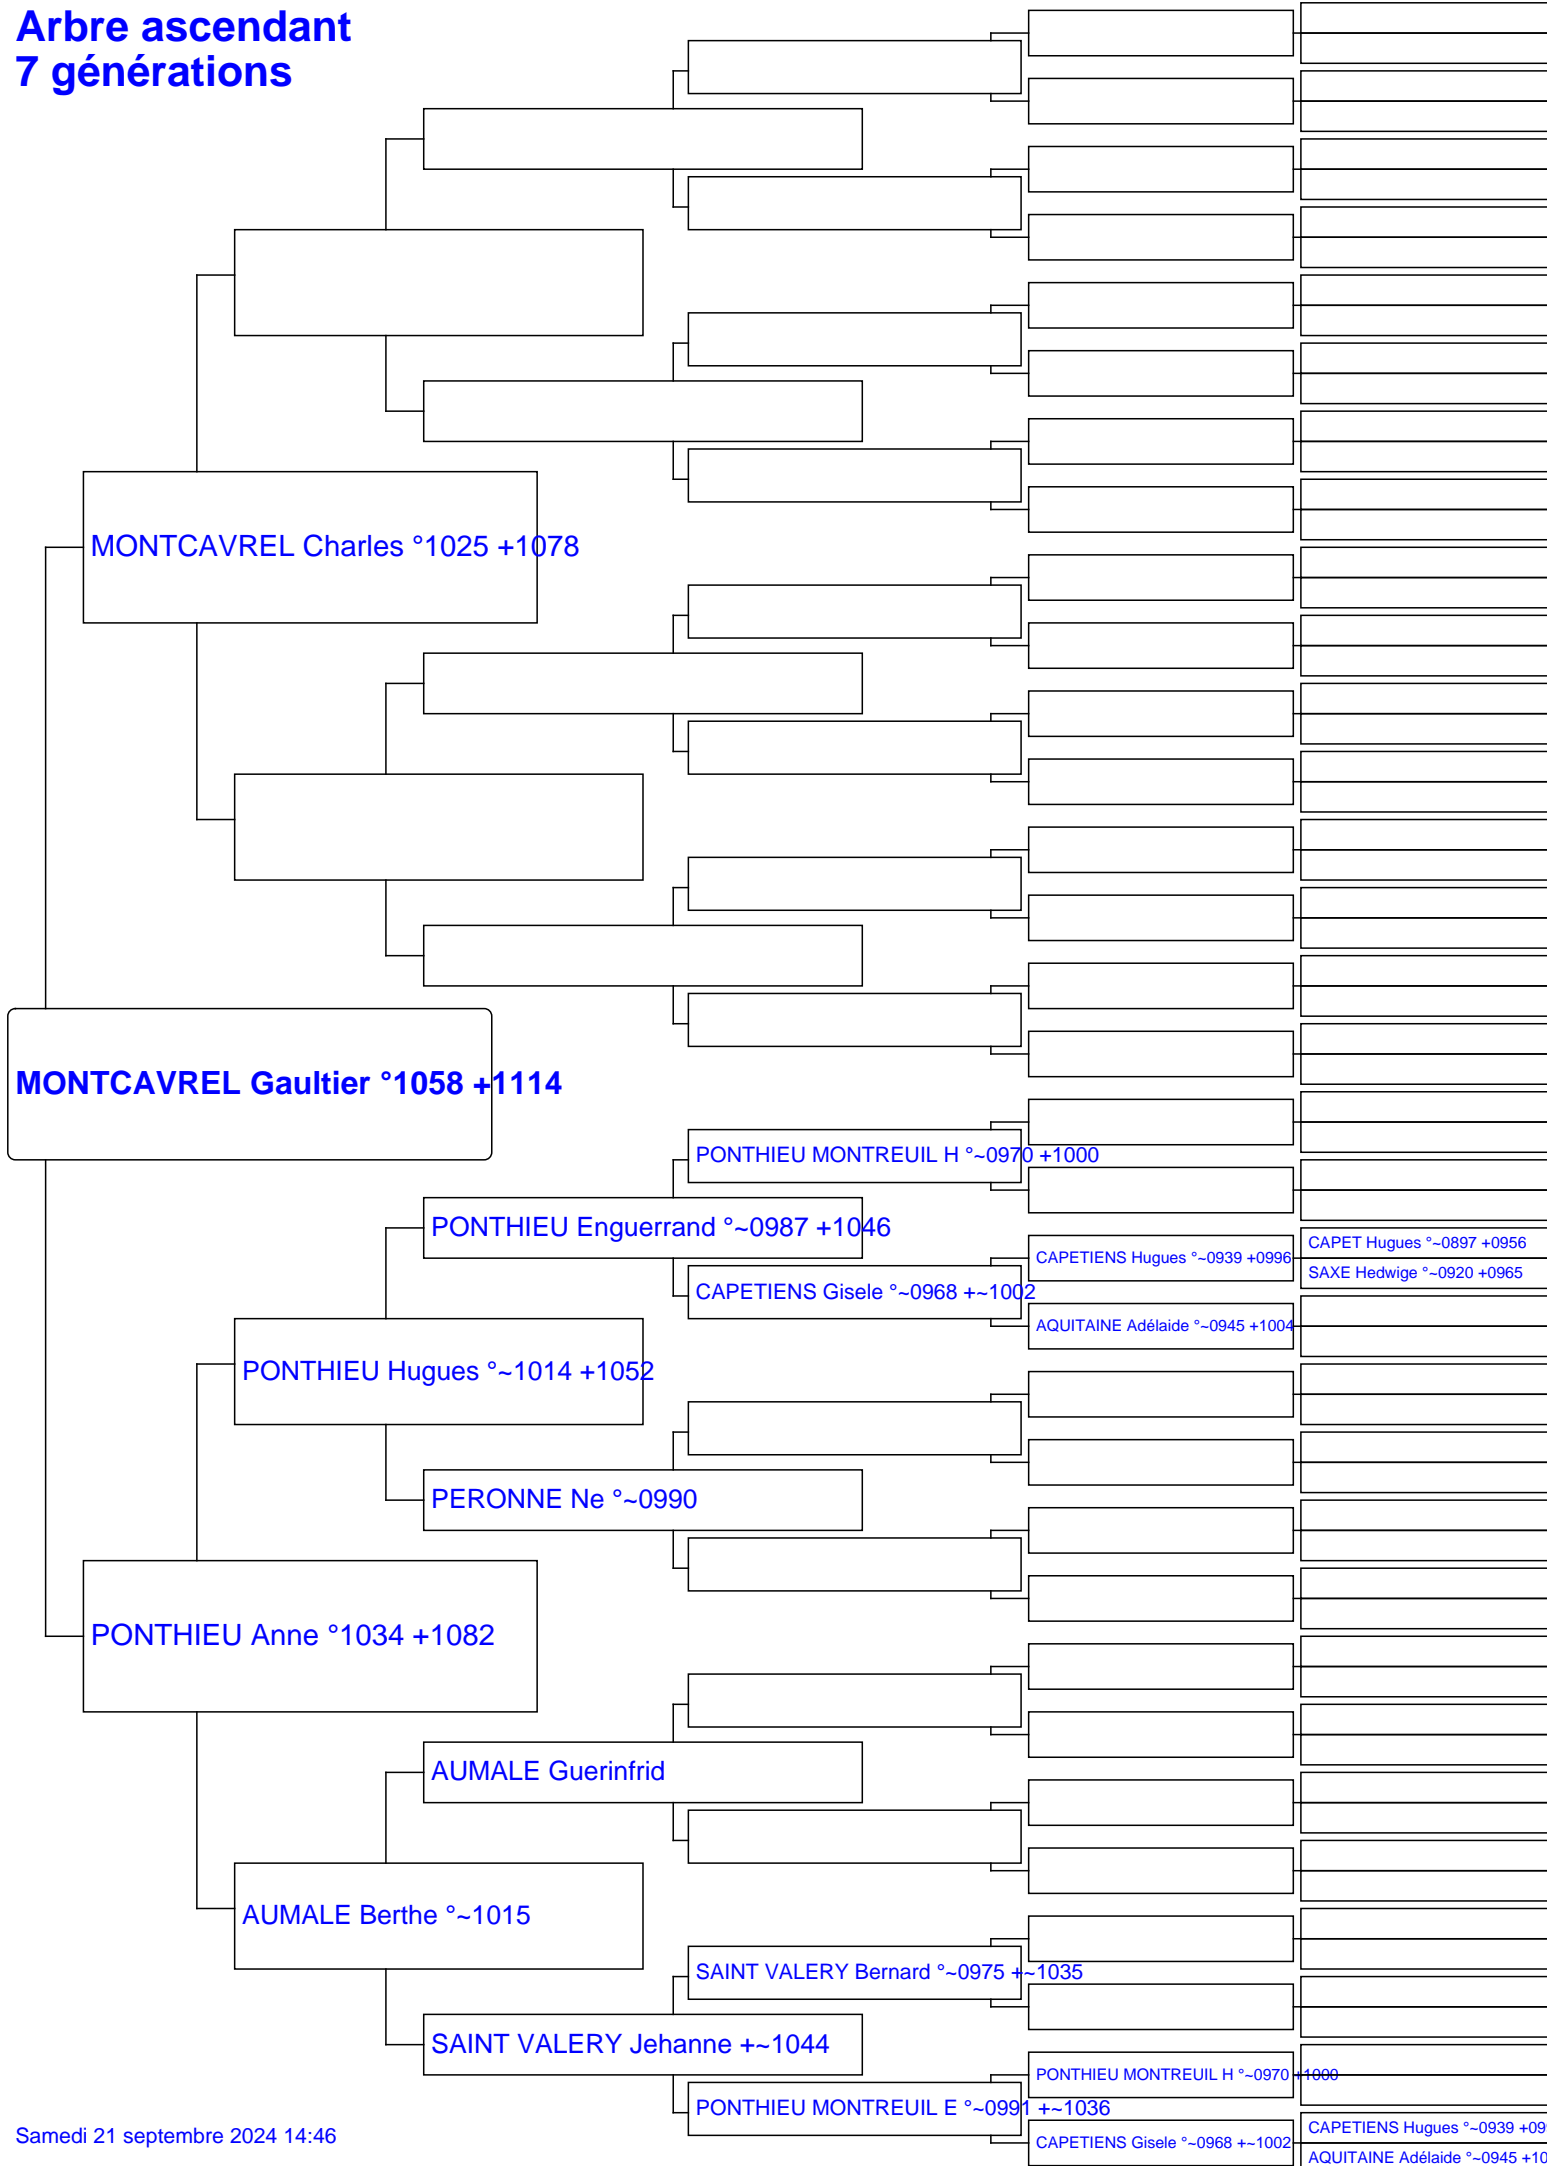 Arbre ascendant
7 générations
MONTCAVREL Charles °1025 +1078
MONTCAVREL Gaultier °1058 +1114
PONTHIEU MONTREUIL H °~0970 +1000
PONTHIEU Enguerrand °~0987 +1046
CAPETIENS Hugues °~0939 +0996
CAPET Hugues °~0897 +0956
SAXE Hedwige °~0920 +0965
CAPETIENS Gisele °~0968 +~1002
AQUITAINE Adélaide °~0945 +1004
PONTHIEU Hugues °~1014 +1052
PERONNE Ne °~0990
PONTHIEU Anne °1034 +1082
AUMALE Guerinfrid
AUMALE Berthe °~1015
SAINT VALERY Bernard °~0975 +~1035
SAINT VALERY Jehanne +~1044
PONTHIEU MONTREUIL H °~0970 +1000
PONTHIEU MONTREUIL E °~0991 +~1036
CAPETIENS Gisele °~0968 +~1002
CAPETIENS Hugues °~0939
AQUITAINE Adélaide °~0945
Samedi 21 septembre 2024 14:46